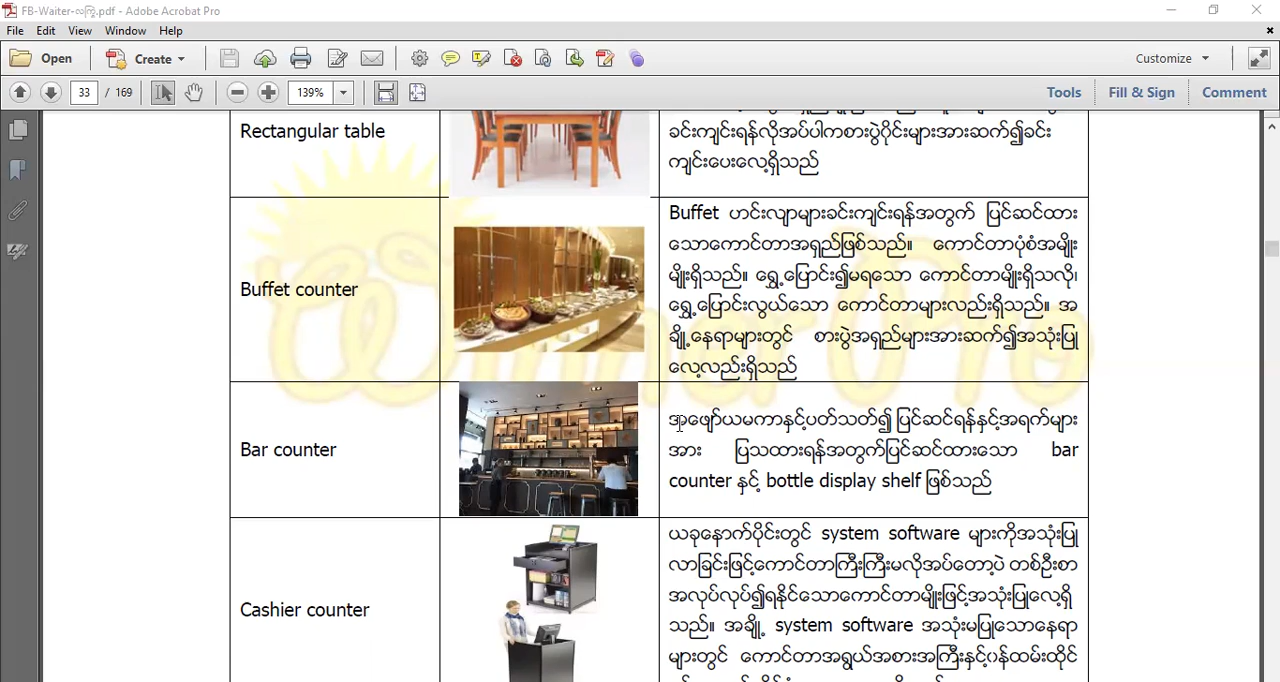 FB-Waiter-လက္စွဲ.pdf - Adobe Acrobat Pro
File Edit View Window Help
Open Create Customize
33 / 169 139% Tools Fill & Sign Comment
Rectangular table
ခင်းကျင်းရန်လိုအပ်ပါကစားပွဲဝိုင်းများအားဆက်၍ခင်း
ကျင်းပေးလေ့ရှိသည်
Buffet counter
Buffet ဟင်းလျာများခင်းကျင်းရန်အတွက် ပြင်ဆင်ထား
သောကောင်တာအရှည်ဖြစ်သည်။ ကောင်တာပုံစံအမျိုး
မျိုးရှိသည်။ ရွှေ့ပြောင်း၍မရသော ကောင်တာမျိုးရှိသလို၊
ရွှေ့ပြောင်းလွယ်သော ကောင်တာများလည်းရှိသည်။ အ
ချို့နေရာများတွင် စားပွဲအရှည်များအားဆက်၍အသုံးပြု
လေ့လည်းရှိသည်
Bar counter
အဖျော်ယမကာနှင့်ပတ်သတ်၍ ပြင်ဆင်ရန်နှင့်အရက်များ
အား ပြသထားရန်အတွက်ပြင်ဆင်ထားသော bar
counter နှင့် bottle display shelf ဖြစ်သည်
Cashier counter
ယခုနောက်ပိုင်းတွင် system software များကိုအသုံးပြု
လာခြင်းဖြင့်ကောင်တာကြီးကြီးမလိုအပ်တော့ပဲ တစ်ဦးစာ
အလုပ်လုပ်၍ရနိုင်သောကောင်တာမျိုးဖြင့်အသုံးပြုလေ့ရှိ
သည်။ အချို့ system software အသုံးမပြုသောနေရာ
များတွင် ကောင်တာအရွယ်အစားအကြီးနှင့်ဝန်ထမ်းထိုင်
Winner Pro